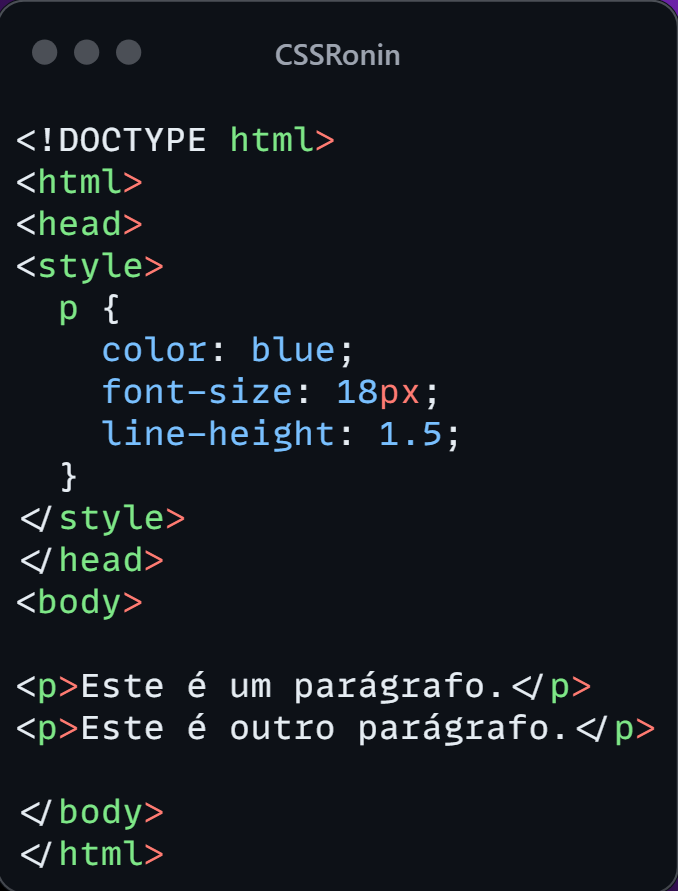 CSSRonin
<!DOCTYPE html>
<html>
<head>
<style>
  p {
    color: blue;
    font-size: 18px;
    line-height: 1.5;
  }
</style>
</head>
<body>
<p>Este é um parágrafo.</p>
<p>Este é outro parágrafo.</p>
</body>
</html>